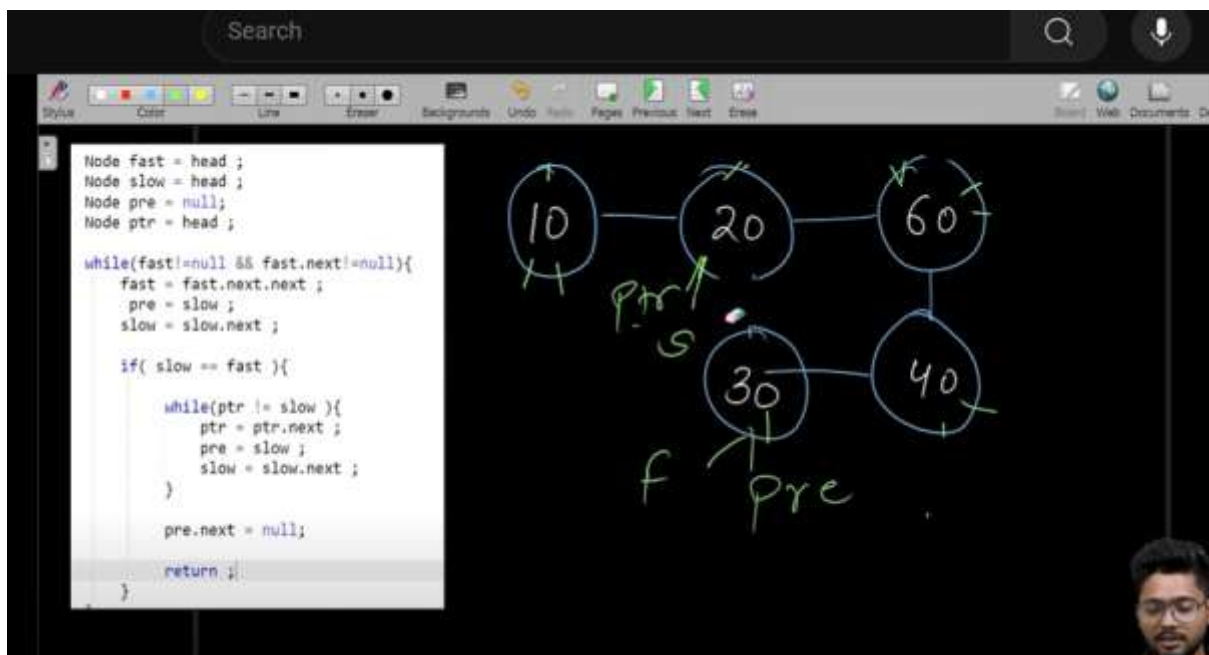 Search
Stylus Color Line Eraser Backgrounds Undo Redo Pages Previous Next Erase Board Web Documents
Node fast = head ;
Node slow = head ;
Node pre = null;
Node ptr = head ;
while(fast!=null && fast.next!=null){
fast = fast.next.next ;
pre = slow ;
slow = slow.next ;
if( slow == fast ){
while(ptr != slow ){
ptr = ptr.next ;
pre = slow ;
slow = slow.next ;
}
pre.next = null;
return ;
}
10 20 60
Ptr
S
30 40
f pre